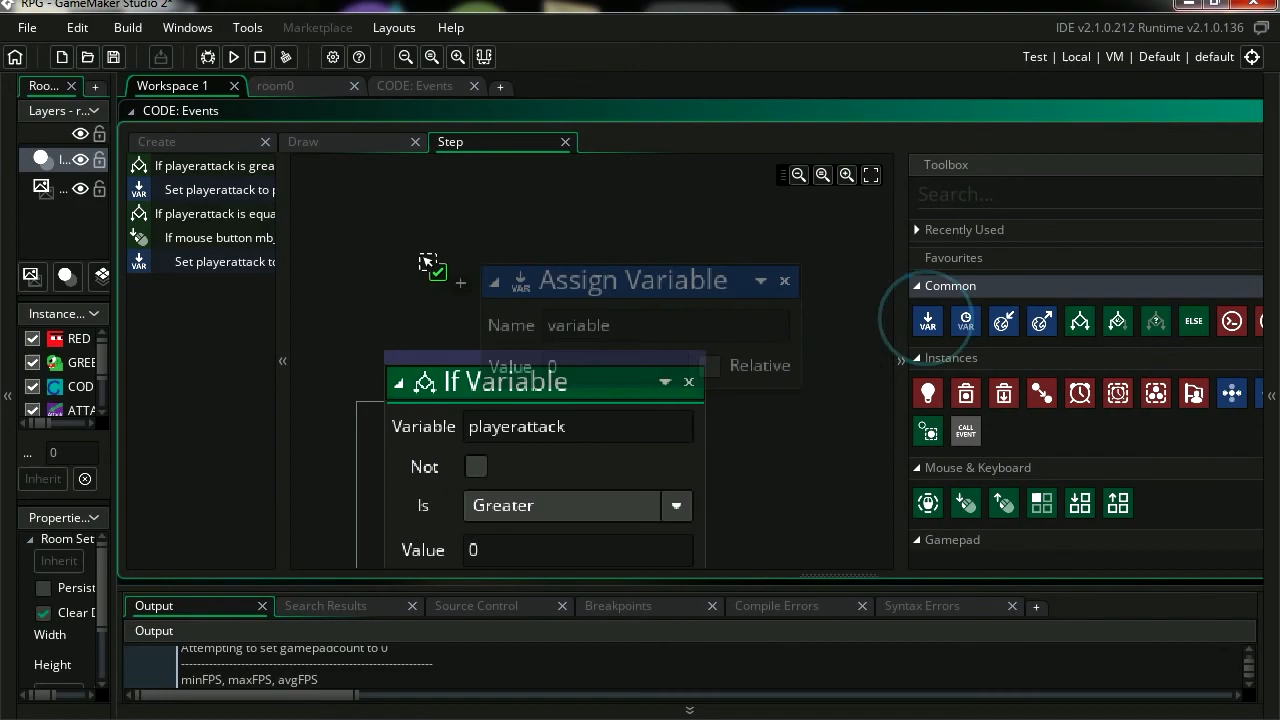 RPG - GameMaker Studio 2*
File Edit Build Windows Tools Marketplace Layouts Help
IDE v2.1.0.212 Runtime v2.1.0.136
Test | Local | VM | Default | default
Roo...
Workspace 1
room0
CODE: Events
Layers - r...
CODE: Events
Create
Draw
Step
I...
...
If playerattack is grea
VAR Set playerattack to p
If playerattack is equa
If mouse button mb_
VAR Set playerattack to
Toolbox
Search...
Recently Used
Favourites
Common
VAR VAR ELSE
Instances
CALL EVENT
Mouse & Keyboard
Gamepad
VAR Assign Variable
Name variable
Value 0 Relative
If Variable
Variable playerattack
Not
Is Greater
Value 0
Instance...
RED
GREE
COD
ATTA
... 0
Inherit
Propertie...
Room Set
Inherit
Persist
Clear D
Width
Height
Output
Search Results
Source Control
Breakpoints
Compile Errors
Syntax Errors
Output
Attempting to set gamepadcount to 0
minFPS, maxFPS, avgFPS